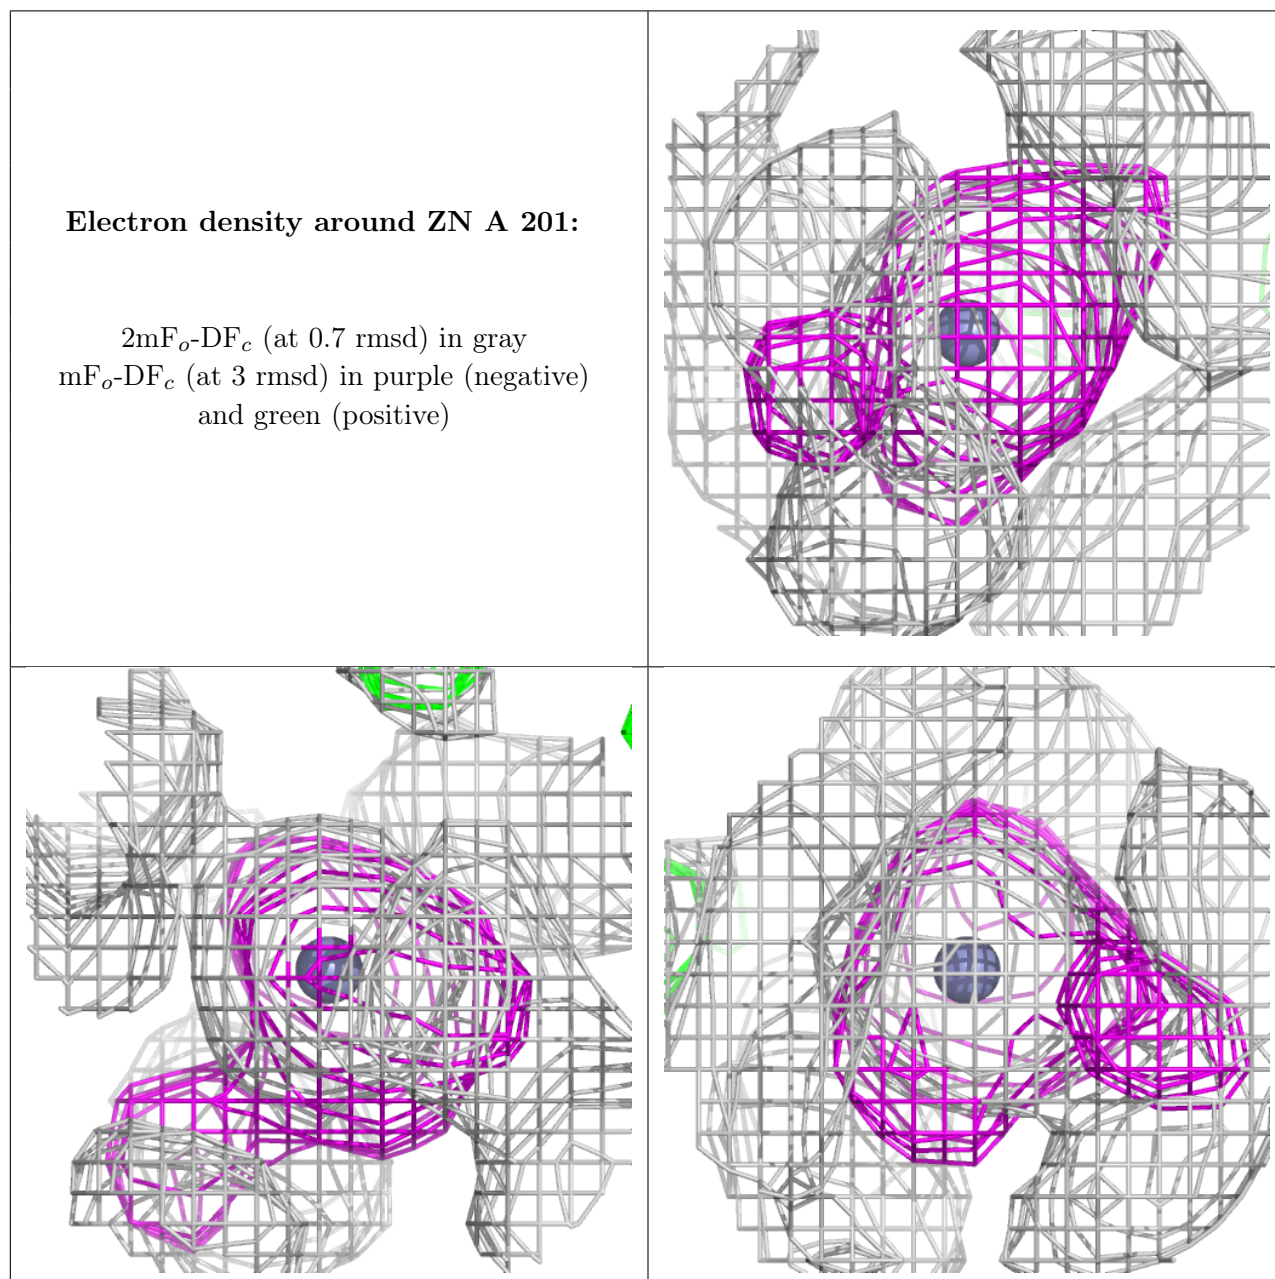 Electron density around ZN A 201:
2mFo-DFc (at 0.7 rmsd) in gray
mFo-DFc (at 3 rmsd) in purple (negative)
and green (positive)